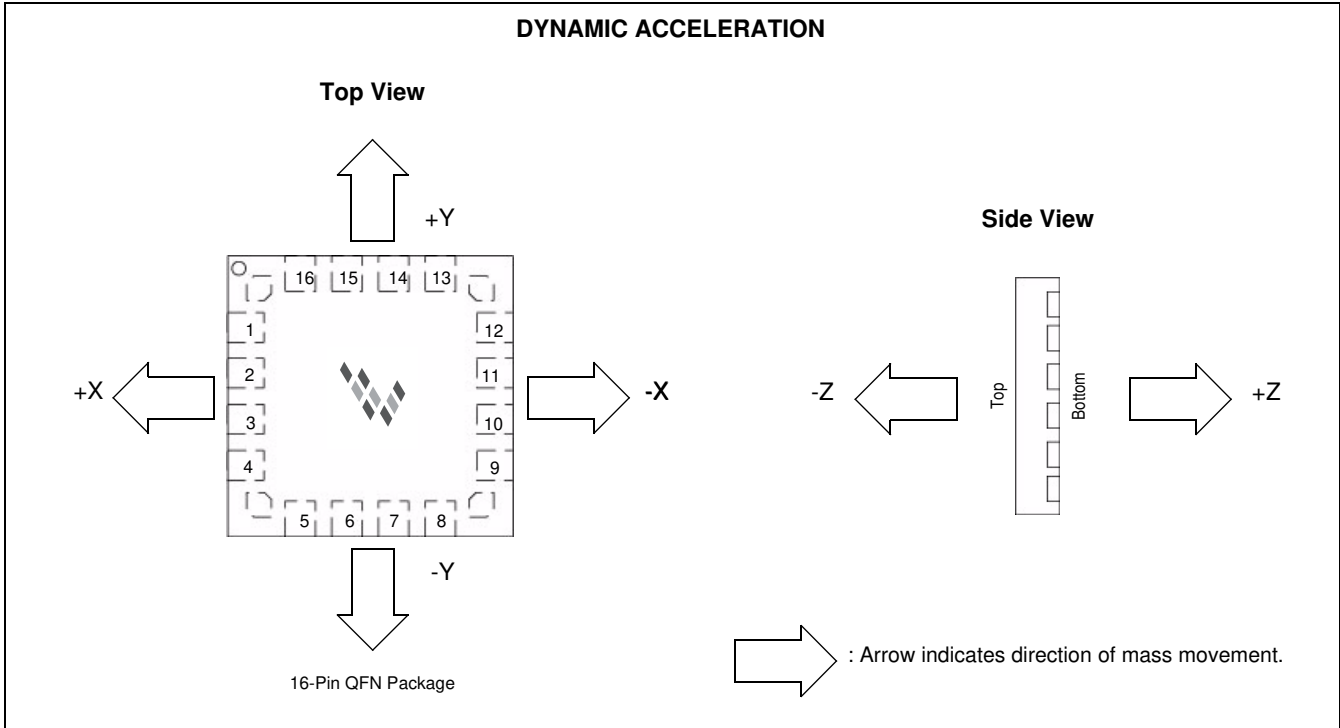 DYNAMIC ACCELERATION
Top View
+Y
16 15 14 13
1
2
3
4
12
11
10
9
5 6 7 8
+X
-X
-Y
16-Pin QFN Package
Side View
-Z
Top
Bottom
+Z
: Arrow indicates direction of mass movement.